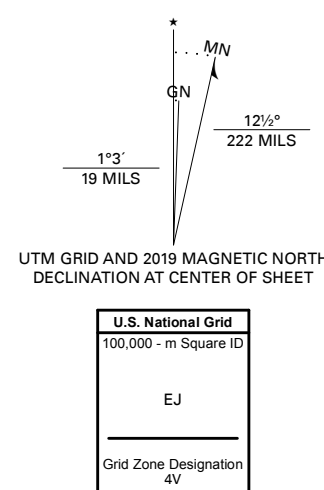 ★
MN
GN
12½°
222 MILS
1°3´
19 MILS
UTM GRID AND 2019 MAGNETIC NORTH
DECLINATION AT CENTER OF SHEET
U.S. National Grid
100,000 - m Square ID
EJ
Grid Zone Designation
4V